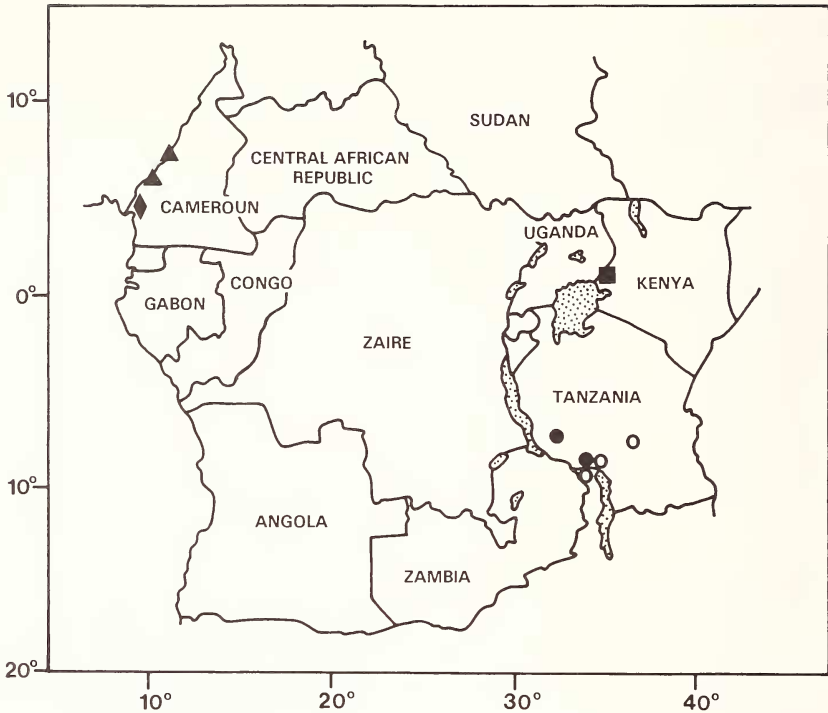 10°
SUDAN
CENTRAL AFRICAN
REPUBLIC
CAMEROUN
UGANDA
CONGO
KENYA
0°
GABON
ZAIRE
TANZANIA
10°
ANGOLA
ZAMBIA
20°
10°
20°
30°
40°